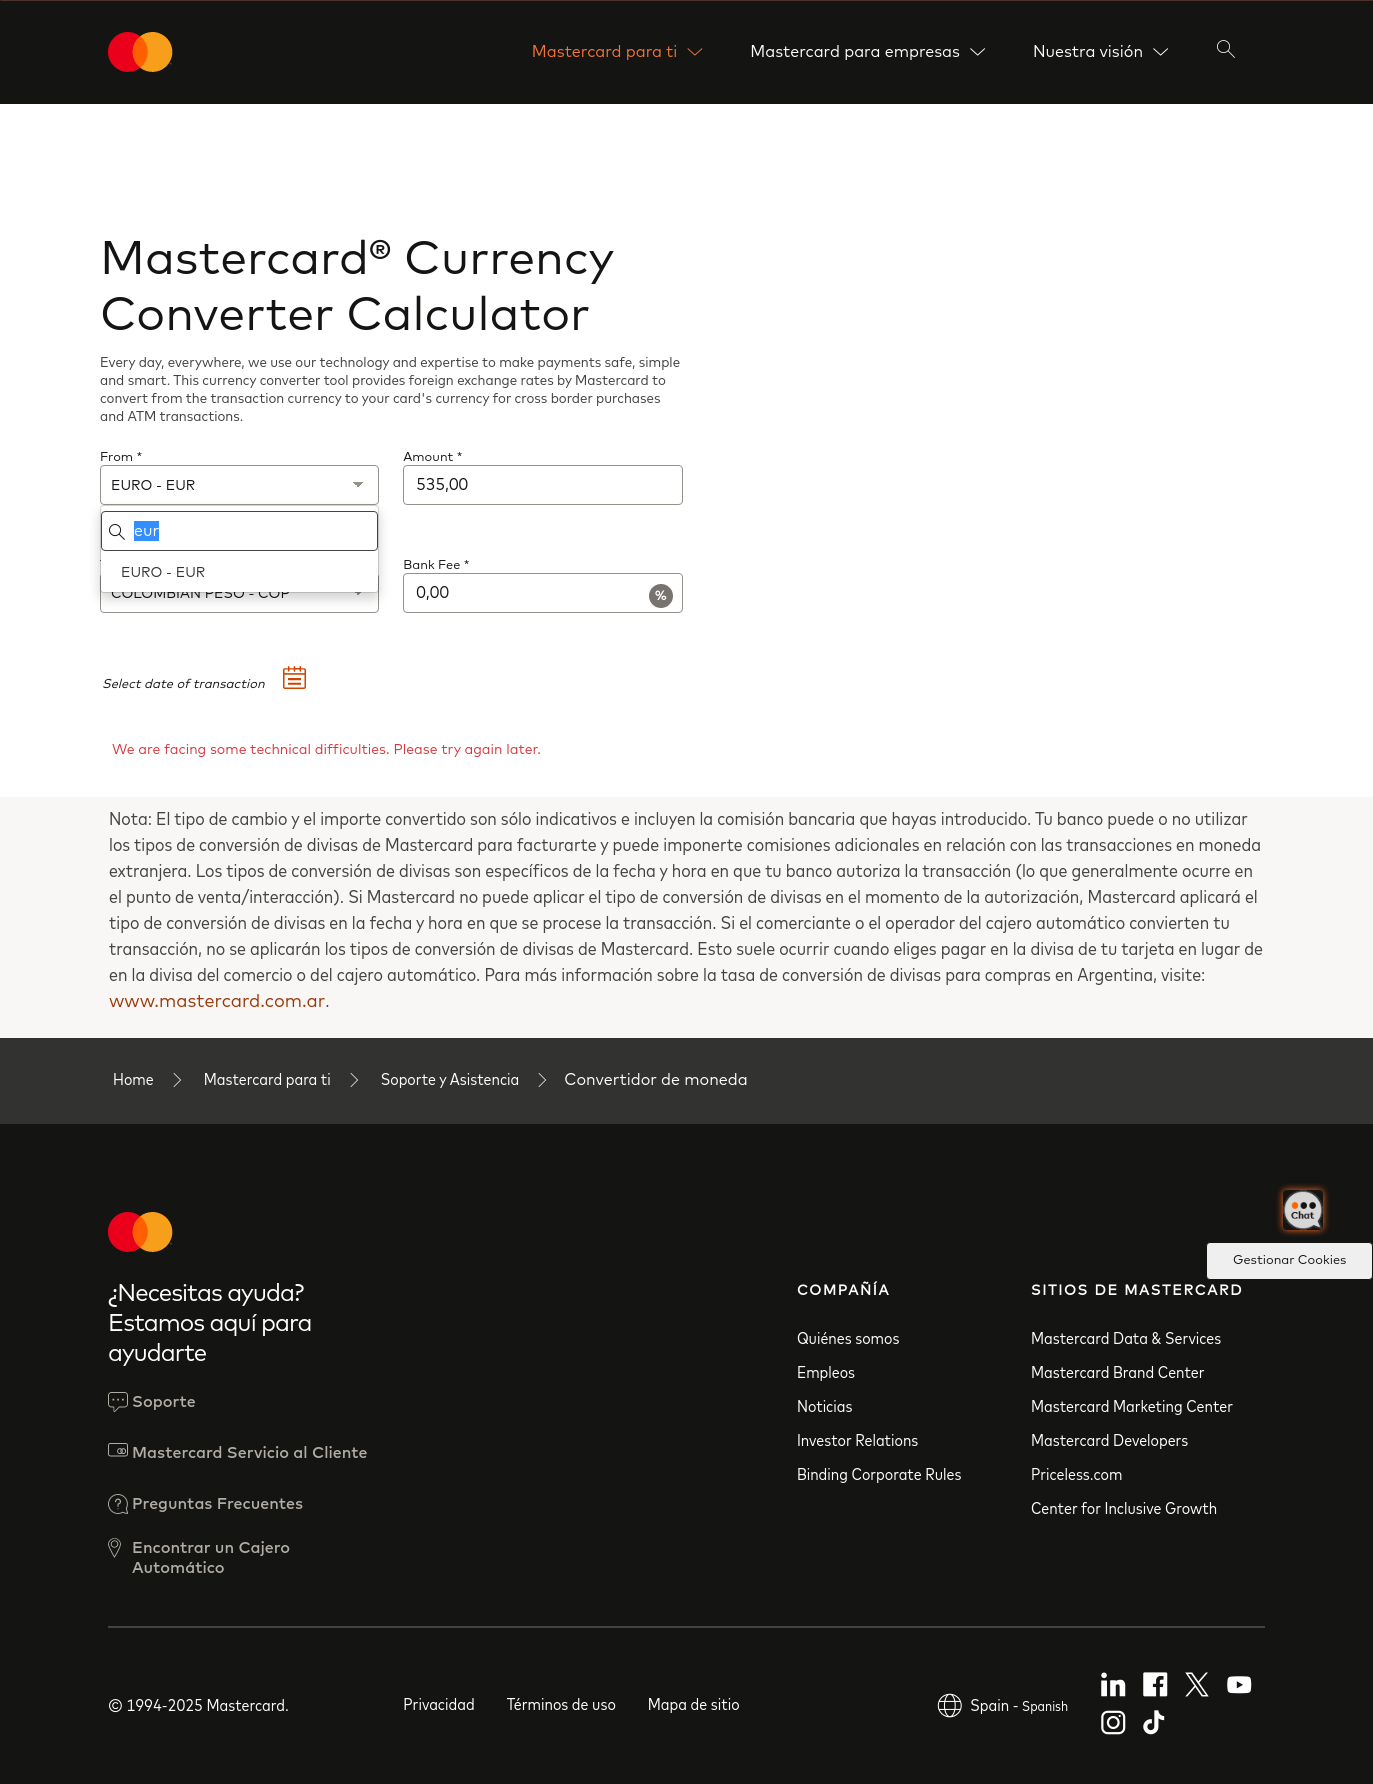 Mastercard para ti
Mastercard para empresas
Nuestra visión
Mastercard® Currency
Converter Calculator
Every day, everywhere, we use our technology and expertise to make payments safe, simple
and smart. This currency converter tool provides foreign exchange rates by Mastercard to
convert from the transaction currency to your card's currency for cross border purchases
and ATM transactions.
From *
Amount *
EURO - EUR
535,00
eur
EURO - EUR
Bank Fee *
COLOMBIAN PESO - COP
0,00
%
Select date of transaction
We are facing some technical difficulties. Please try again later.
Nota: El tipo de cambio y el importe convertido son sólo indicativos e incluyen la comisión bancaria que hayas introducido. Tu banco puede o no utilizar
los tipos de conversión de divisas de Mastercard para facturarte y puede imponerte comisiones adicionales en relación con las transacciones en moneda
extranjera. Los tipos de conversión de divisas son específicos de la fecha y hora en que tu banco autoriza la transacción (lo que generalmente ocurre en
el punto de venta/interacción). Si Mastercard no puede aplicar el tipo de conversión de divisas en el momento de la autorización, Mastercard aplicará el
tipo de conversión de divisas en la fecha y hora en que se procese la transacción. Si el comerciante o el operador del cajero automático convierten tu
transacción, no se aplicarán los tipos de conversión de divisas de Mastercard. Esto suele ocurrir cuando eliges pagar en la divisa de tu tarjeta en lugar de
en la divisa del comercio o del cajero automático. Para más información sobre la tasa de conversión de divisas para compras en Argentina, visite:
www.mastercard.com.ar.
Home
Mastercard para ti
Soporte y Asistencia
Convertidor de moneda
Chat
Gestionar Cookies
¿Necesitas ayuda?
Estamos aquí para
ayudarte
Soporte
Mastercard Servicio al Cliente
Preguntas Frecuentes
Encontrar un Cajero
Automático
COMPAÑÍA
Quiénes somos
Empleos
Noticias
Investor Relations
Binding Corporate Rules
SITIOS DE MASTERCARD
Mastercard Data & Services
Mastercard Brand Center
Mastercard Marketing Center
Mastercard Developers
Priceless.com
Center for Inclusive Growth
© 1994-2025 Mastercard.
Privacidad
Términos de uso
Mapa de sitio
Spain - Spanish